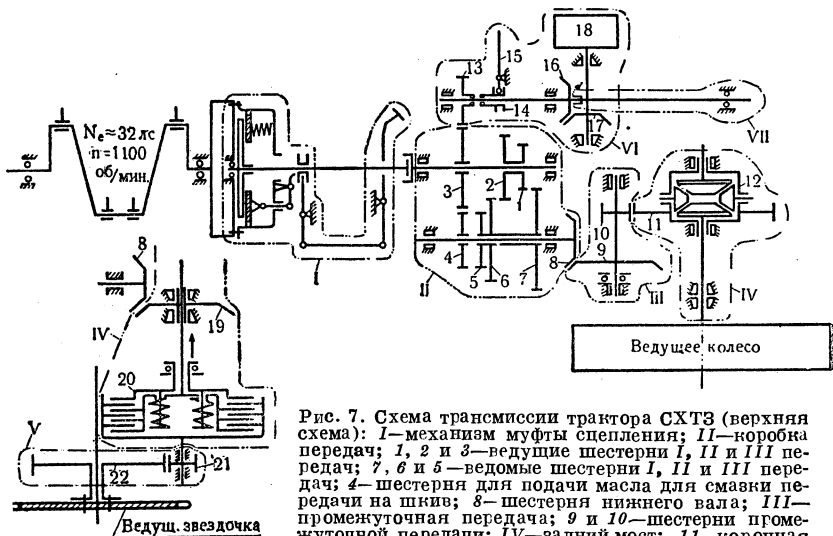 18
15
13
16
14
17
VI
VII
Nе≈32 лс
n=1100
об/мин.
12
3
2
1
10
11
8
4
5
6
7
8
9
I
II
III
IV
IV
19
Ведущее колесо
20
V
22
21
Ведущ. звездочка
Рис. 7. Схема трансмиссии трактора СХТЗ (верхняя
схема): I—механизм муфты сцепления; II—коробка
передач; 1, 2 и 3—ведущие шестерни I, II и III пе-
редач; 7, 6 и 5—ведомые шестерни I, II и III пере-
дач; 4—шестерня для подачи масла для смазки пе-
редачи на шкив; 8—шестерня нижнего вала; III—
промежуточная передача; 9 и 10—шестерни проме-
жуточной передачи; IV—задний мост; 11—коронная